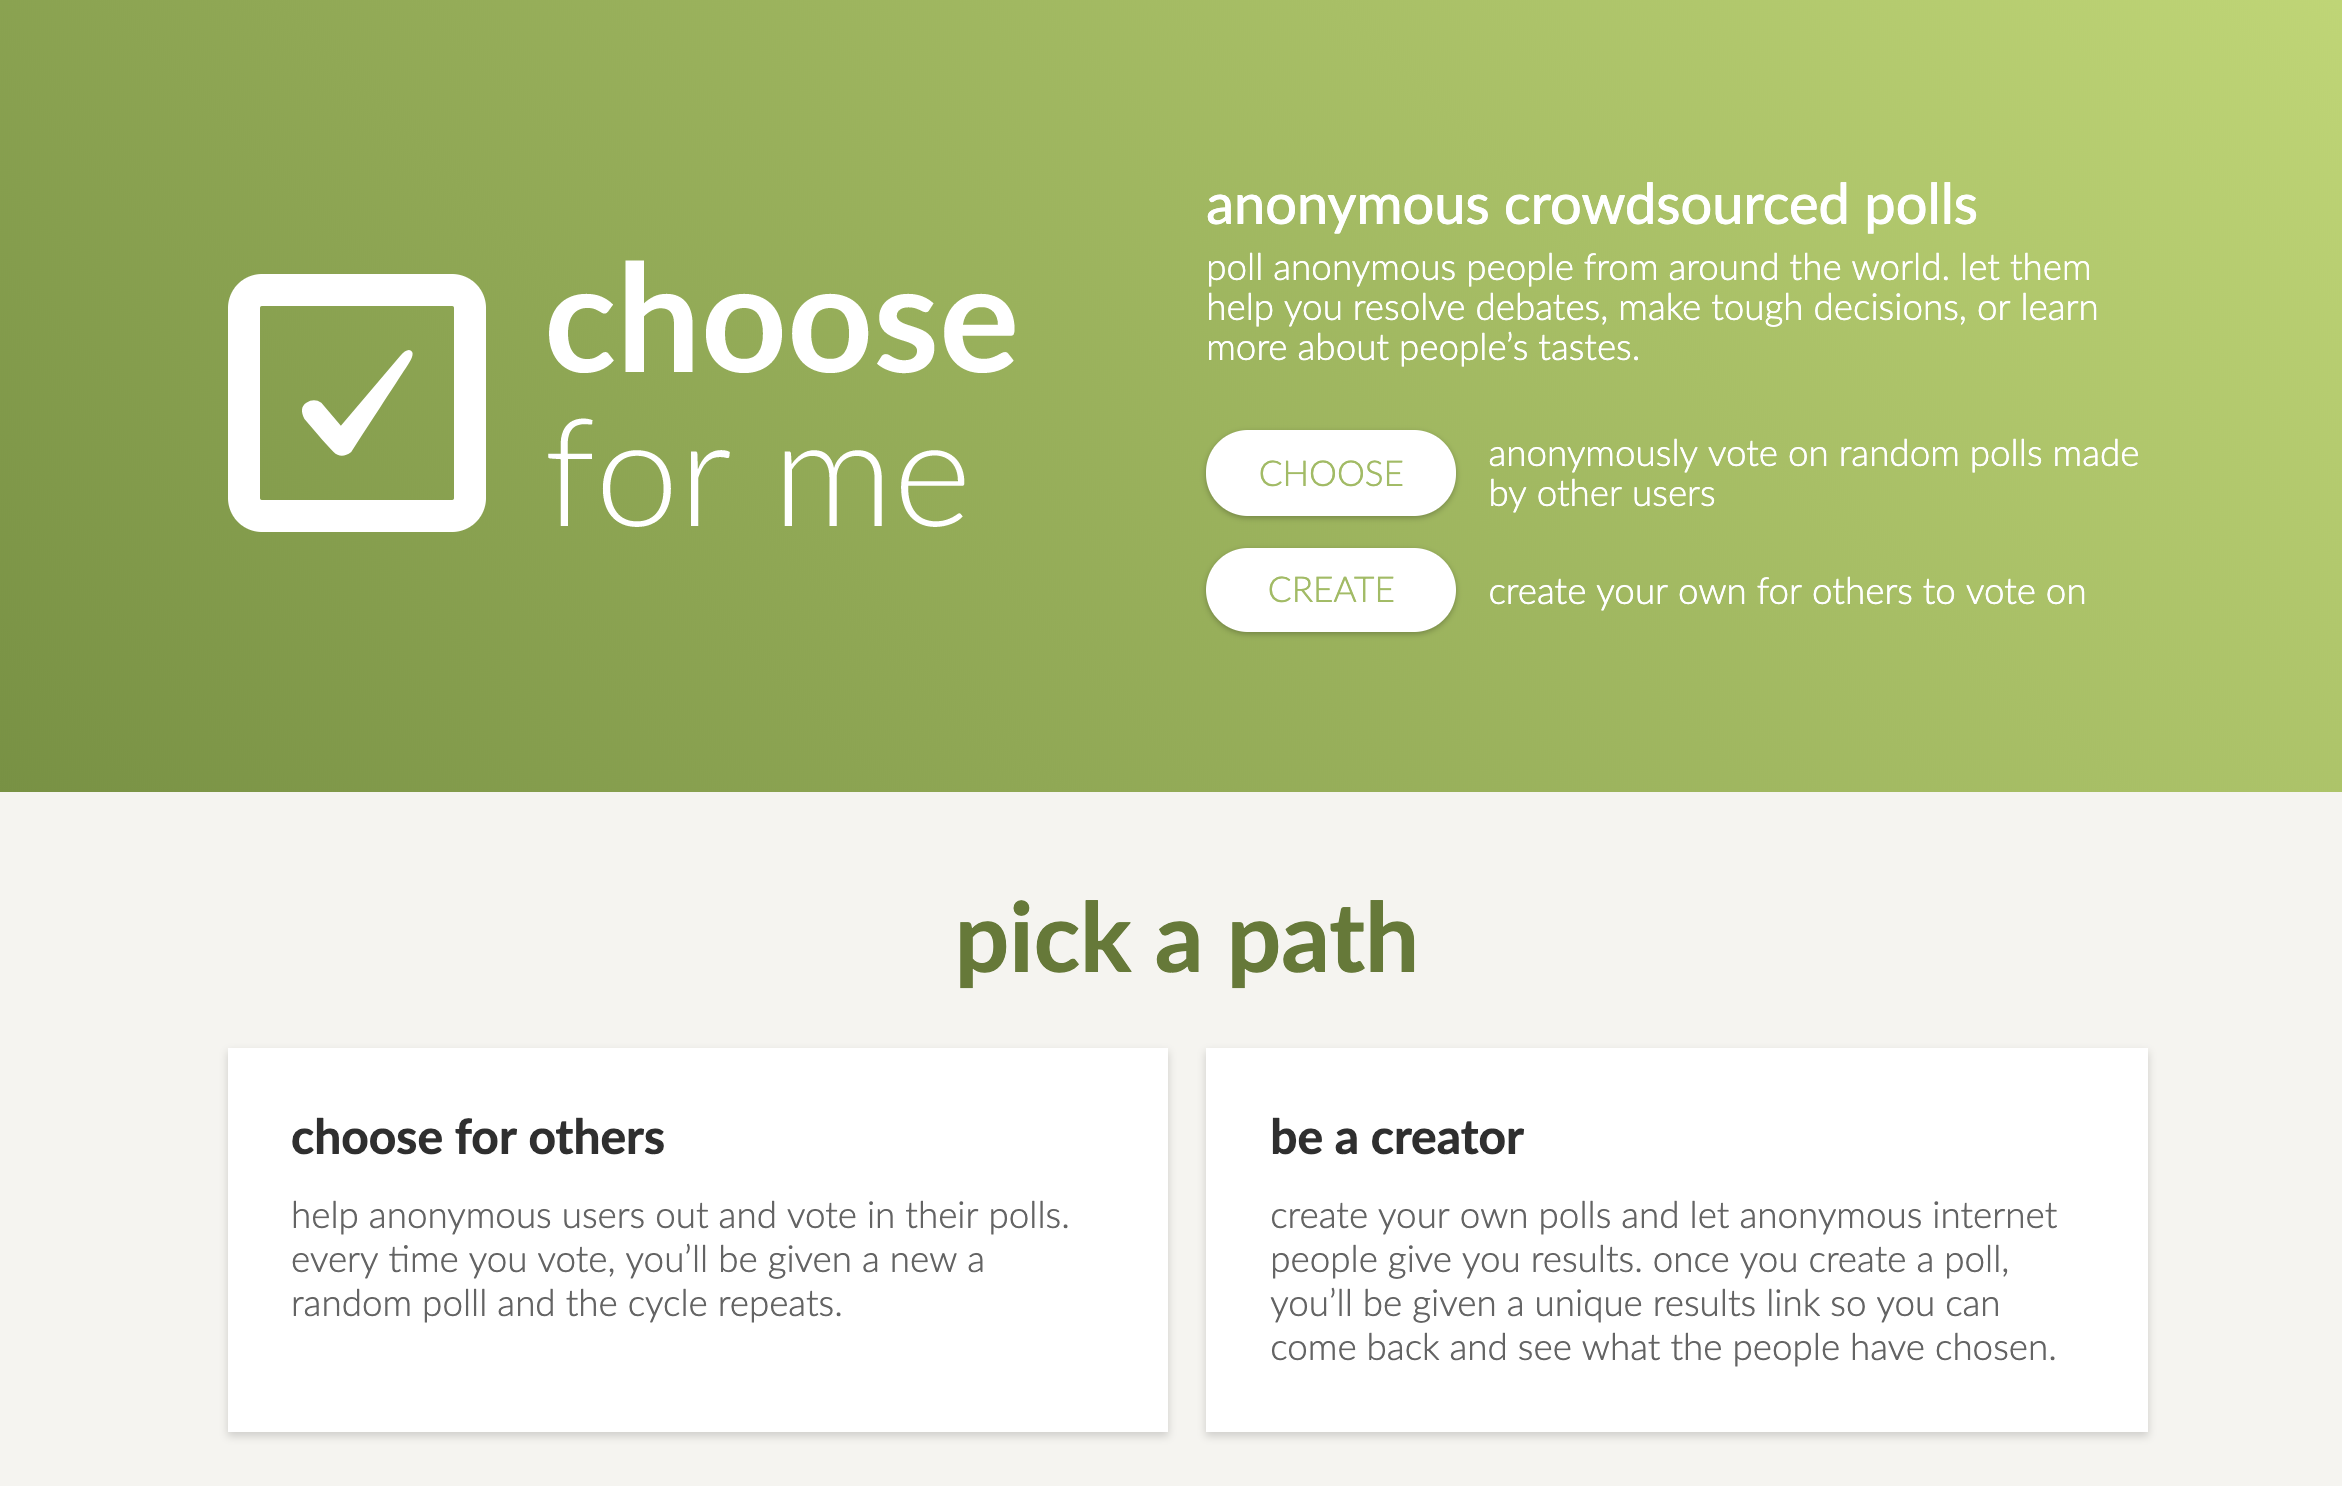 choose
for me
anonymous crowdsourced polls
poll anonymous people from around the world. let them
help you resolve debates, make tough decisions, or learn
more about people’s tastes.
CHOOSE
anonymously vote on random polls made
by other users
CREATE
create your own for others to vote on
pick a path
choose for others
help anonymous users out and vote in their polls.
every time you vote, you’ll be given a new a
random polll and the cycle repeats.
be a creator
create your own polls and let anonymous internet
people give you results. once you create a poll,
you’ll be given a unique results link so you can
come back and see what the people have chosen.